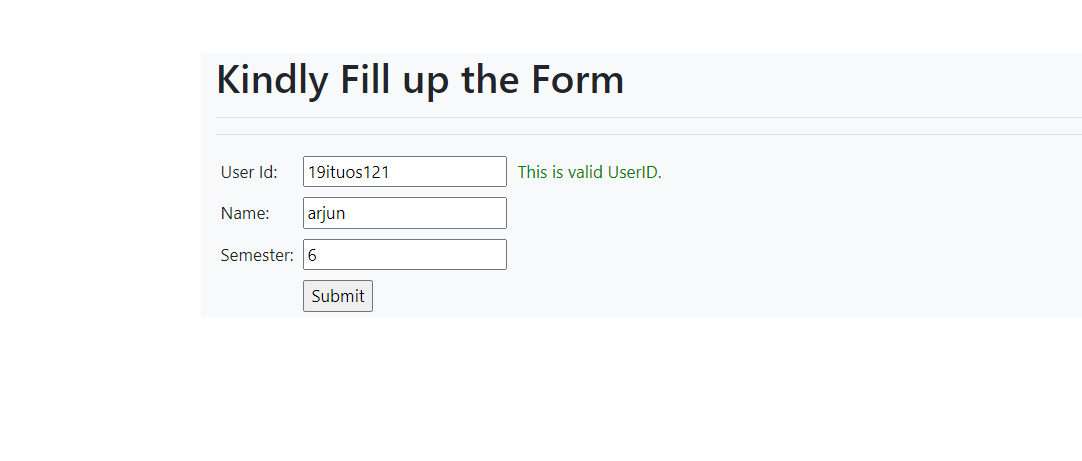 Kindly Fill up the Form
User Id: 19ituos121 This is valid UserID.
Name: arjun
Semester: 6
Submit